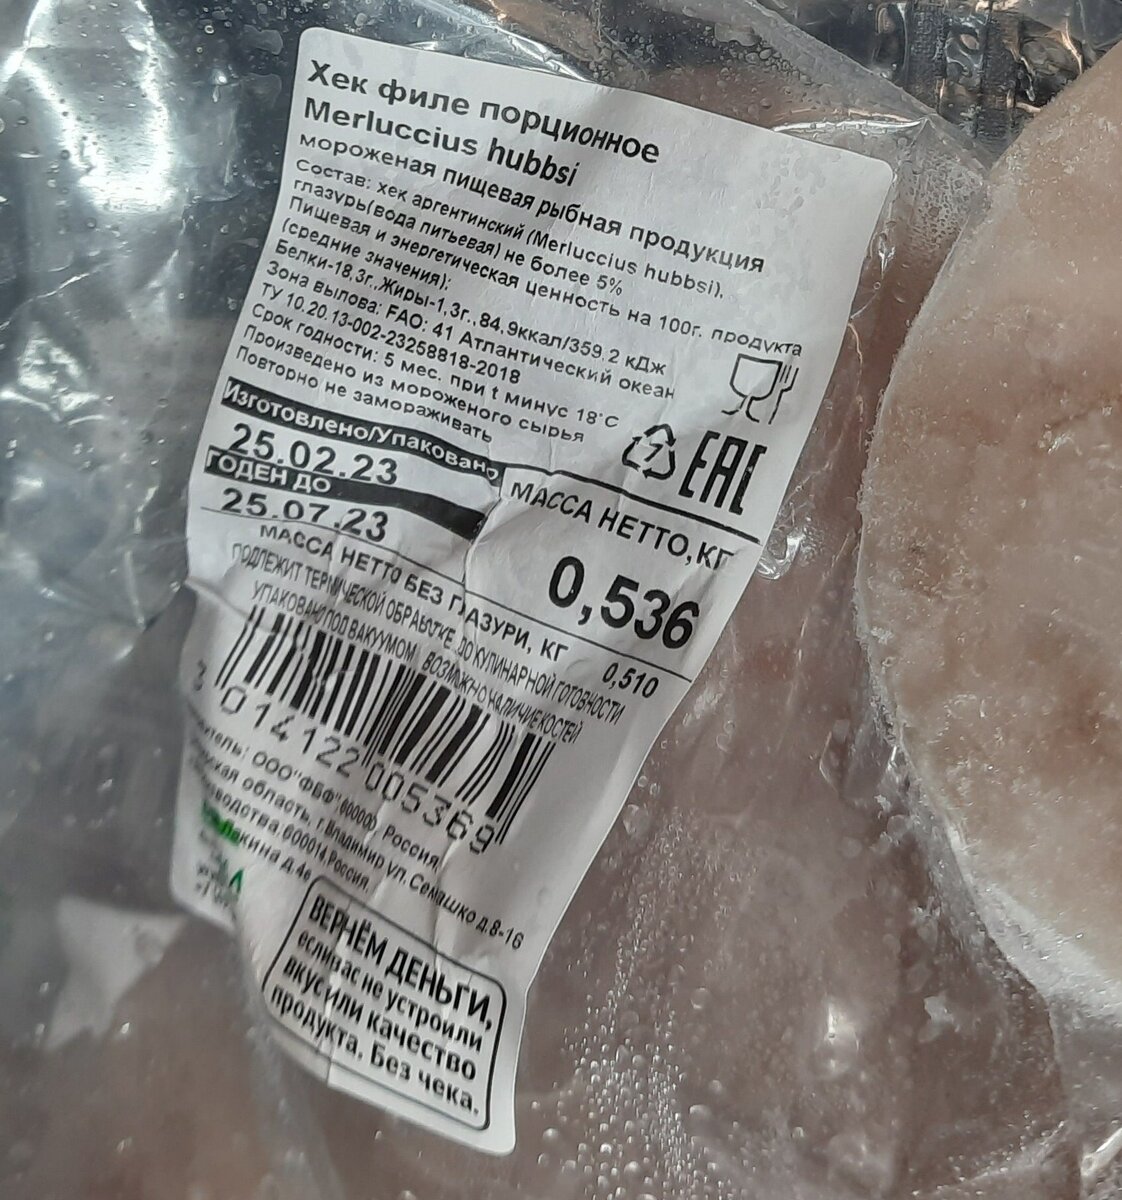 Хек филе порционное
Merluccius hubbsi
мороженая пищевая рыбная продукция
Состав: хек аргентинский (Merluccius hubbsi),
глазурь(вода питьевая) не более 5%
Пищевая и энергетическая ценность на 100г. продукта
(средние значения):
Белки-18,3г.,Жиры-1,3г.,84,9ккал/359,2 кДж
Зона вылова: FAO: 41 Атлантический океан
ТУ 10.20.13-002-23258818-2018
Срок годности: 5 мес. при t минус 18°С
Произведено из мороженого сырья
Повторно не замораживать
7
EAC
Изготовлено/Упаковано
25.02.23
ГОДЕН ДО
25.07.23
МАССА НЕТТО,КГ
0,536
МАССА НЕТТО БЕЗ ГЛАЗУРИ, КГ 0,510
ПОДЛЕЖИТ ТЕРМИЧЕСКОЙ ОБРАБОТКЕ ДО КУЛИНАРНОЙ ГОТОВНОСТИ
УПАКОВАНО ПОД ВАКУУМОМ ВОЗМОЖНО НАЛИЧИЕ КОСТЕЙ
2 014122 005369
ООО"ФБФ",600000, Россия,
область, г.Владимир ул. Семашко д.8-16
600014,Россия,
Лакина д.4в
ВЕРНЁМ ДЕНЬГИ,
если вас не устроили
вкус или качество
продукта. Без чека.